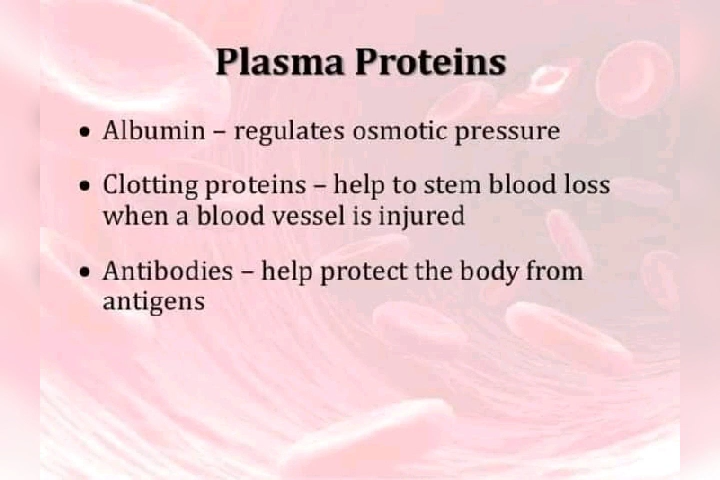 Plasma Proteins
• Albumin – regulates osmotic pressure
• Clotting proteins – help to stem blood loss
when a blood vessel is injured
• Antibodies – help protect the body from
antigens